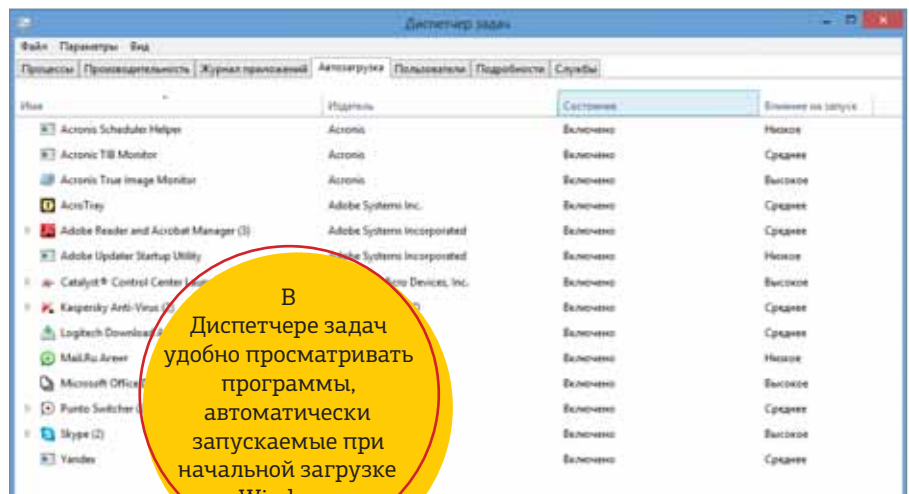 Диспетчер задач
Файл Параметры Вид
Процессы Производительность Журнал приложений Автозагрузка Пользователи Подробности Службы
Имя Издатель Состояние Влияние на запуск
Acronis Scheduler Helper Acronis Включено Низкое
Acronis TIB Monitor Acronis Включено Среднее
Acronis True Image Monitor Acronis Включено Высокое
AcroTray Adobe Systems Inc. Включено Среднее
Adobe Reader and Acrobat Manager (3) Adobe Systems Incorporated Включено Среднее
Adobe Updater Startup Utility Adobe Systems Incorporated Включено Низкое
Catalyst® Control Center Devices, Inc. Включено Высокое
Kaspersky Anti-Virus Включено Среднее
Logitech Download Включено Среднее
Mail.Ru Агент Включено Низкое
Microsoft Office Включено Высокое
Punto Switcher Включено Среднее
Skype (2) Включено Высокое
Yandex Включено Среднее
В
Диспетчере задач
удобно просматривать
программы,
автоматически
запускаемые при
начальной загрузке